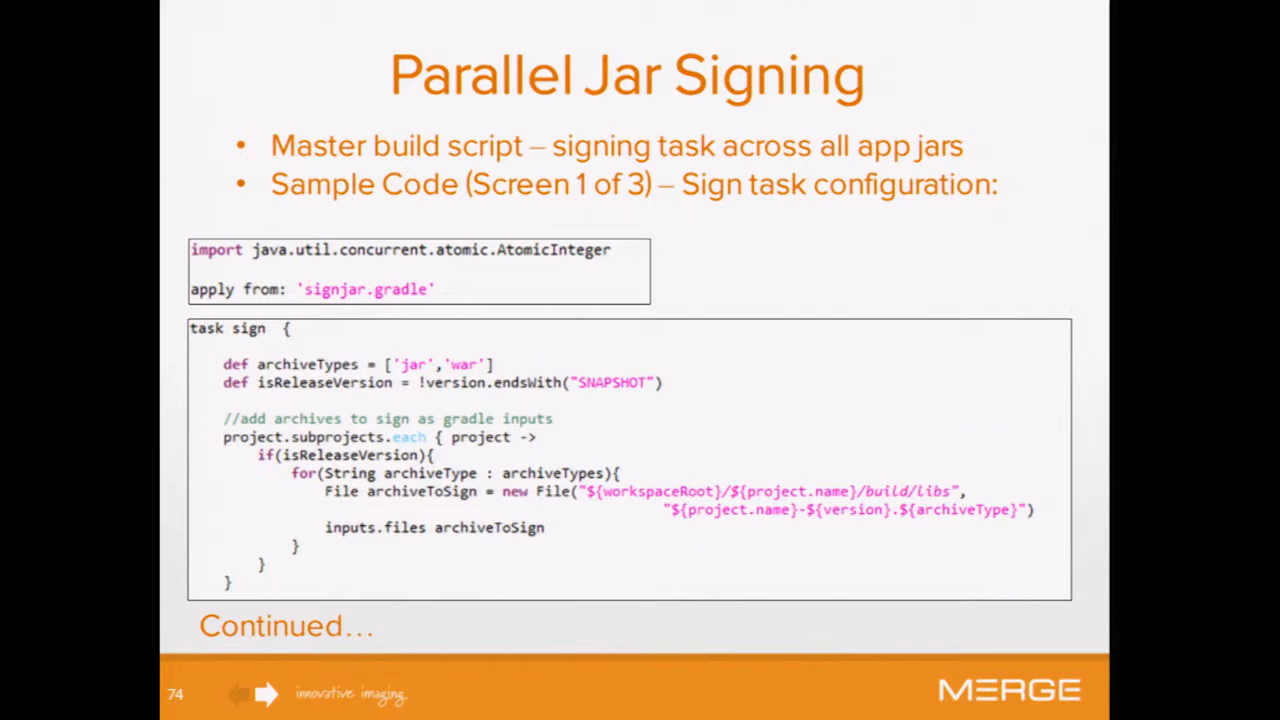 Parallel Jar Signing
• Master build script – signing task across all app jars
• Sample Code (Screen 1 of 3) – Sign task configuration:
import java.util.concurrent.atomic.AtomicInteger
apply from: 'signjar.gradle'
task sign  {
def archiveTypes = ['jar','war']
def isReleaseVersion = !version.endsWith("SNAPSHOT")
//add archives to sign as gradle inputs
project.subprojects.each { project ->
if(isReleaseVersion){
for(String archiveType : archiveTypes){
File archiveToSign = new File("${workspaceRoot}/${project.name}/build/libs",
"${project.name}-${version}.${archiveType}")
inputs.files archiveToSign
}
}
}
Continued...
74
innovative imaging.
MERGE